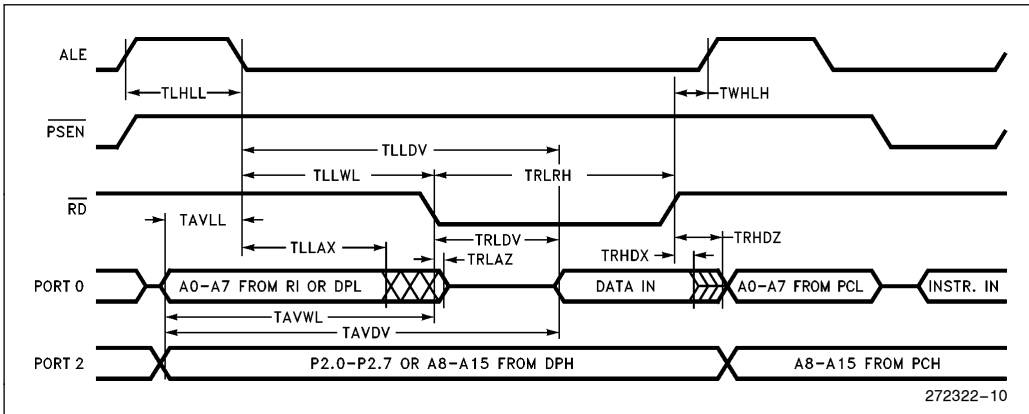 ALE
TLHLL
TWHLH
PSEN
TLLDV
TLLWL
TRLRH
RD
TAVLL
TLLAX
TRLDV
TRLAZ
TRHDX
TRHDZ
PORT 0
A0-A7 FROM RI OR DPL
DATA IN
A0-A7 FROM PCL
INSTR. IN
TAVWL
TAVDV
PORT 2
P2.0-P2.7 OR A8-A15 FROM DPH
A8-A15 FROM PCH
272322-10